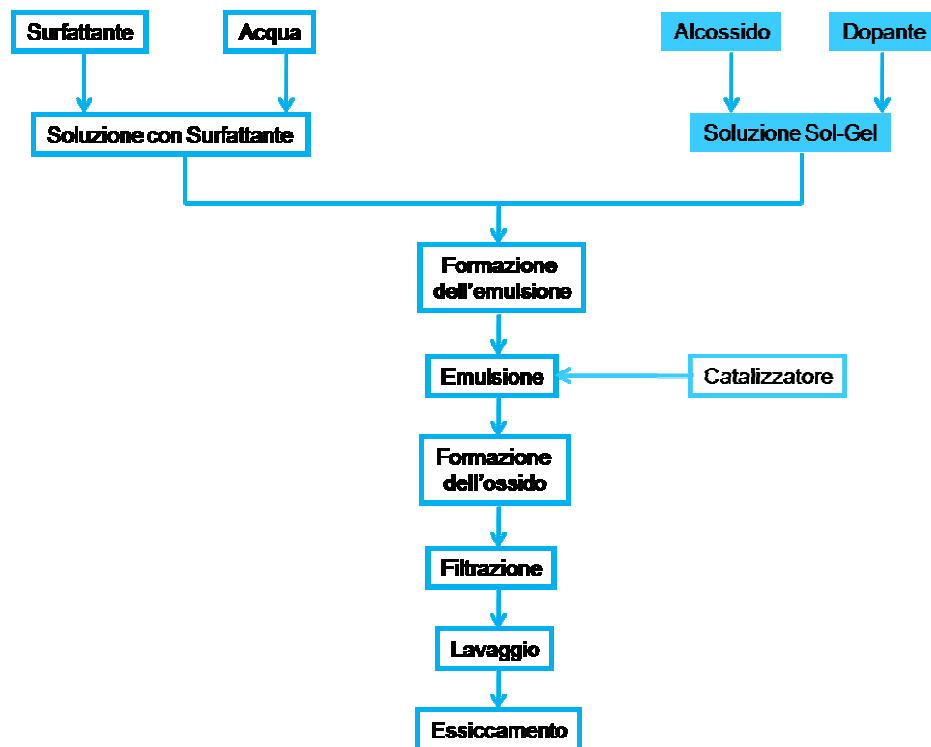 Surfattante
Acqua
Alcossido
Dopante
Soluzione con Surfattante
Soluzione Sol-Gel
Formazione
dell'emulsione
Emulsione
Catalizzatore
Formazione
dell'ossido
Filtrazione
Lavaggio
Essiccamento